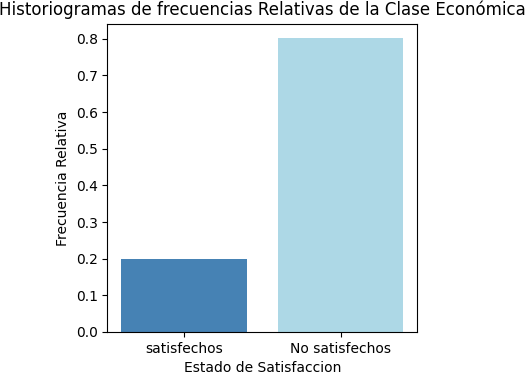 Historiogramas de frecuencias Relativas de la Clase Económica
0.8
0.7
0.6
0.5
0.4
0.3
0.2
0.1
0.0
Frecuencia Relativa
satisfechos No satisfechos
Estado de Satisfaccion